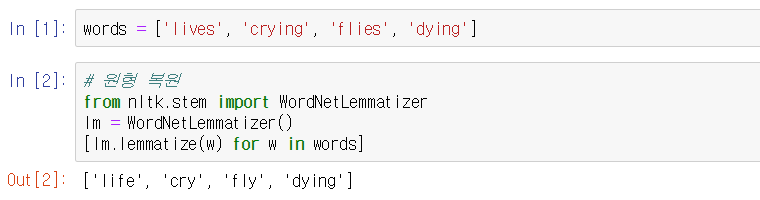 In [1]: words = ['lives', 'crying', 'flies', 'dying']
In [2]: # 원형 복원
from nltk.stem import WordNetLemmatizer
lm = WordNetLemmatizer()
[lm.lemmatize(w) for w in words]
Out[2]: ['life', 'cry', 'fly', 'dying']